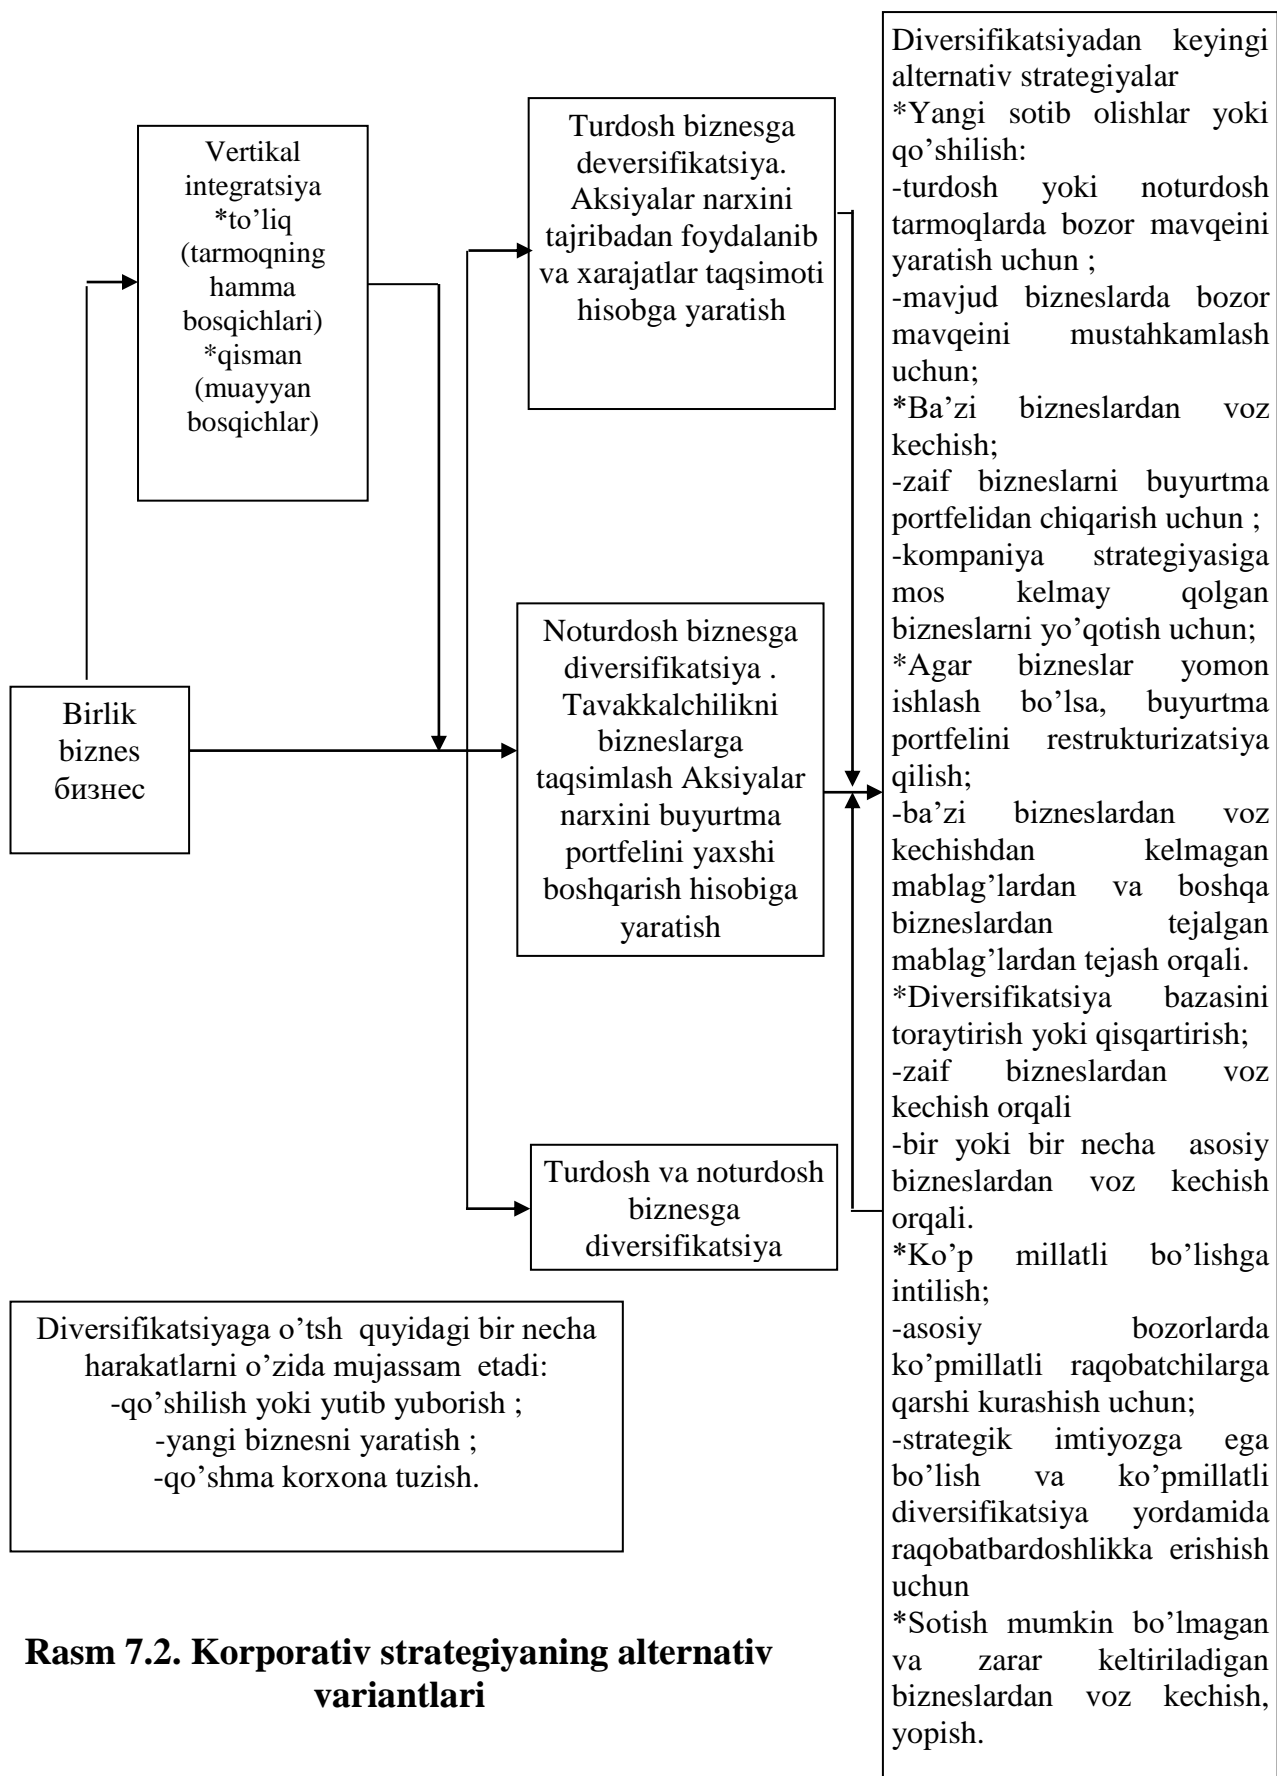 Birlik
biznes
бизнес
Vertikal
integratsiya
*to’liq
(tarmoqning
hamma
bosqichlari)
*qisman
(muayyan
bosqichlar)
Turdosh biznesga
deversifikatsiya.
Aksiyalar narxini
tajribadan foydalanib
va xarajatlar taqsimoti
hisobga yaratish
Noturdosh biznesga
diversifikatsiya .
Tavakkalchilikni
bizneslarga
taqsimlash Aksiyalar
narxini buyurtma
portfelini yaxshi
boshqarish hisobiga
yaratish
Turdosh va noturdosh
biznesga
diversifikatsiya
Diversifikatsiyadan keyingi
alternativ strategiyalar
*Yangi sotib olishlar yoki
qo’shilish:
-turdosh yoki noturdosh
tarmoqlarda bozor mavqeini
yaratish uchun ;
-mavjud bizneslarda bozor
mavqeini mustahkamlash
uchun;
*Ba’zi bizneslardan voz
kechish;
-zaif bizneslarni buyurtma
portfelidan chiqarish uchun ;
-kompaniya strategiyasiga
mos kelmay qolgan
bizneslarni yo’qotish uchun;
*Agar bizneslar yomon
ishlash bo’lsa, buyurtma
portfelini restrukturizatsiya
qilish;
-ba’zi bizneslardan voz
kechishdan kelmagan
mablag’lardan va boshqa
bizneslardan tejalgan
mablag’lardan tejash orqali.
*Diversifikatsiya bazasini
toraytirish yoki qisqartirish;
-zaif bizneslardan voz
kechish orqali
-bir yoki bir necha asosiy
bizneslardan voz kechish
orqali.
*Ko’p millatli bo’lishga
intilish;
-asosiy bozorlarda
ko’pmillatli raqobatchilarga
qarshi kurashish uchun;
-strategik imtiyozga ega
bo’lish va ko’pmillatli
diversifikatsiya yordamida
raqobatbardoshlikka erishish
uchun
*Sotish mumkin bo’lmagan
va zarar keltiriladigan
bizneslardan voz kechish,
yopish.
Diversifikatsiyaga o’tsh quyidagi bir necha
harakatlarni o’zida mujassam etadi:
-qo’shilish yoki yutib yuborish ;
-yangi biznesni yaratish ;
-qo’shma korxona tuzish.
Rasm 7.2. Korporativ strategiyaning alternativ
variantlari